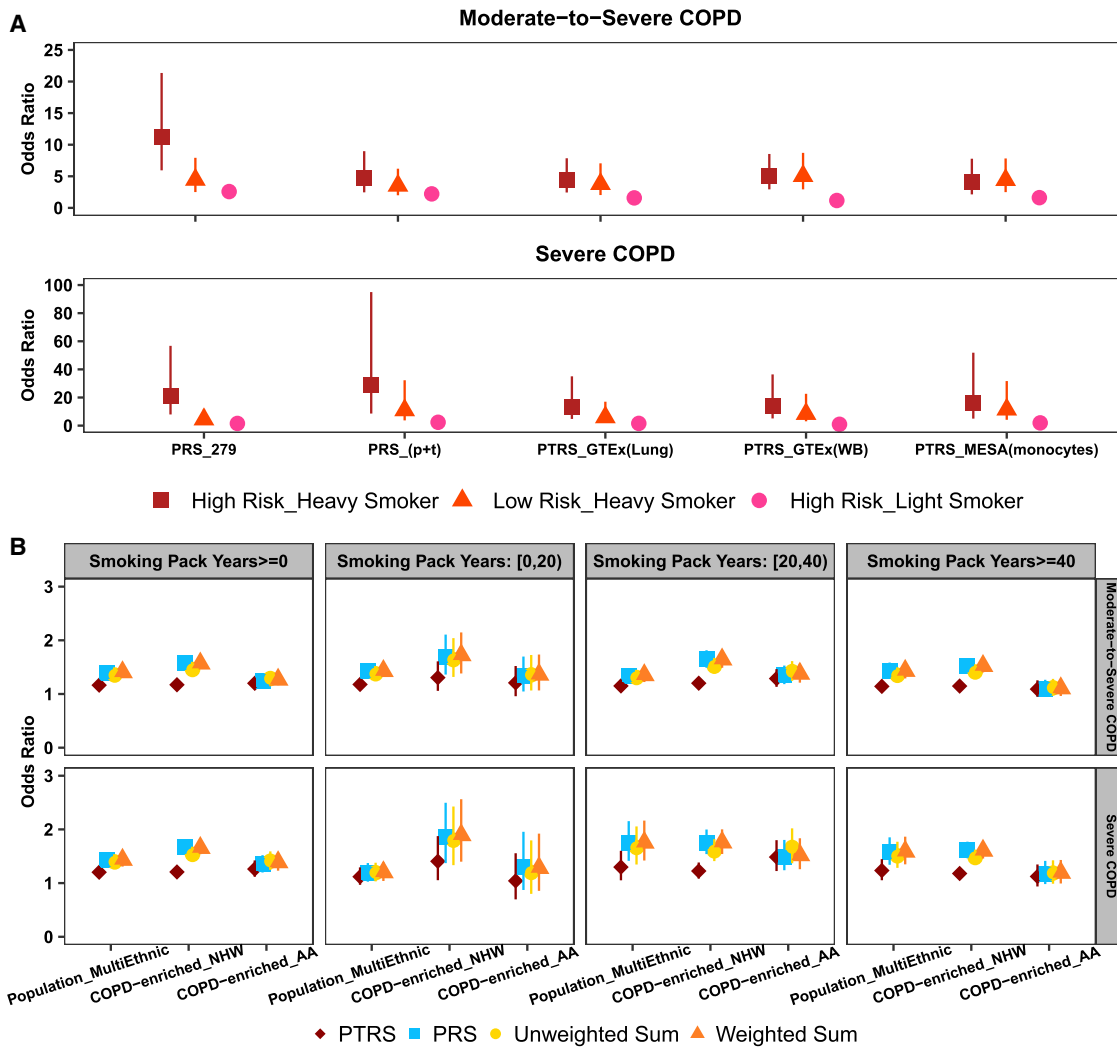 A
Moderate−to−Severe COPD
Odds Ratio
25
20
15
10
5
0
Severe COPD
Odds Ratio
100
80
60
40
20
0
PRS_279 PRS_(p+t) PTRS_GTEx(Lung) PTRS_GTEx(WB) PTRS_MESA(monocytes)
High Risk_Heavy Smoker Low Risk_Heavy Smoker High Risk_Light Smoker
B
Smoking Pack Years>=0 Smoking Pack Years: [0,20) Smoking Pack Years: [20,40) Smoking Pack Years>=40
Odds Ratio
3
2
1
0
Moderate−to−Severe COPD
3
2
1
0
Severe COPD
Population_MultiEthnic COPD−enriched_NHW COPD−enriched_AA Population_MultiEthnic COPD−enriched_NHW COPD−enriched_AA Population_MultiEthnic COPD−enriched_NHW COPD−enriched_AA Population_MultiEthnic COPD−enriched_NHW COPD−enriched_AA
PTRS PRS Unweighted Sum Weighted Sum